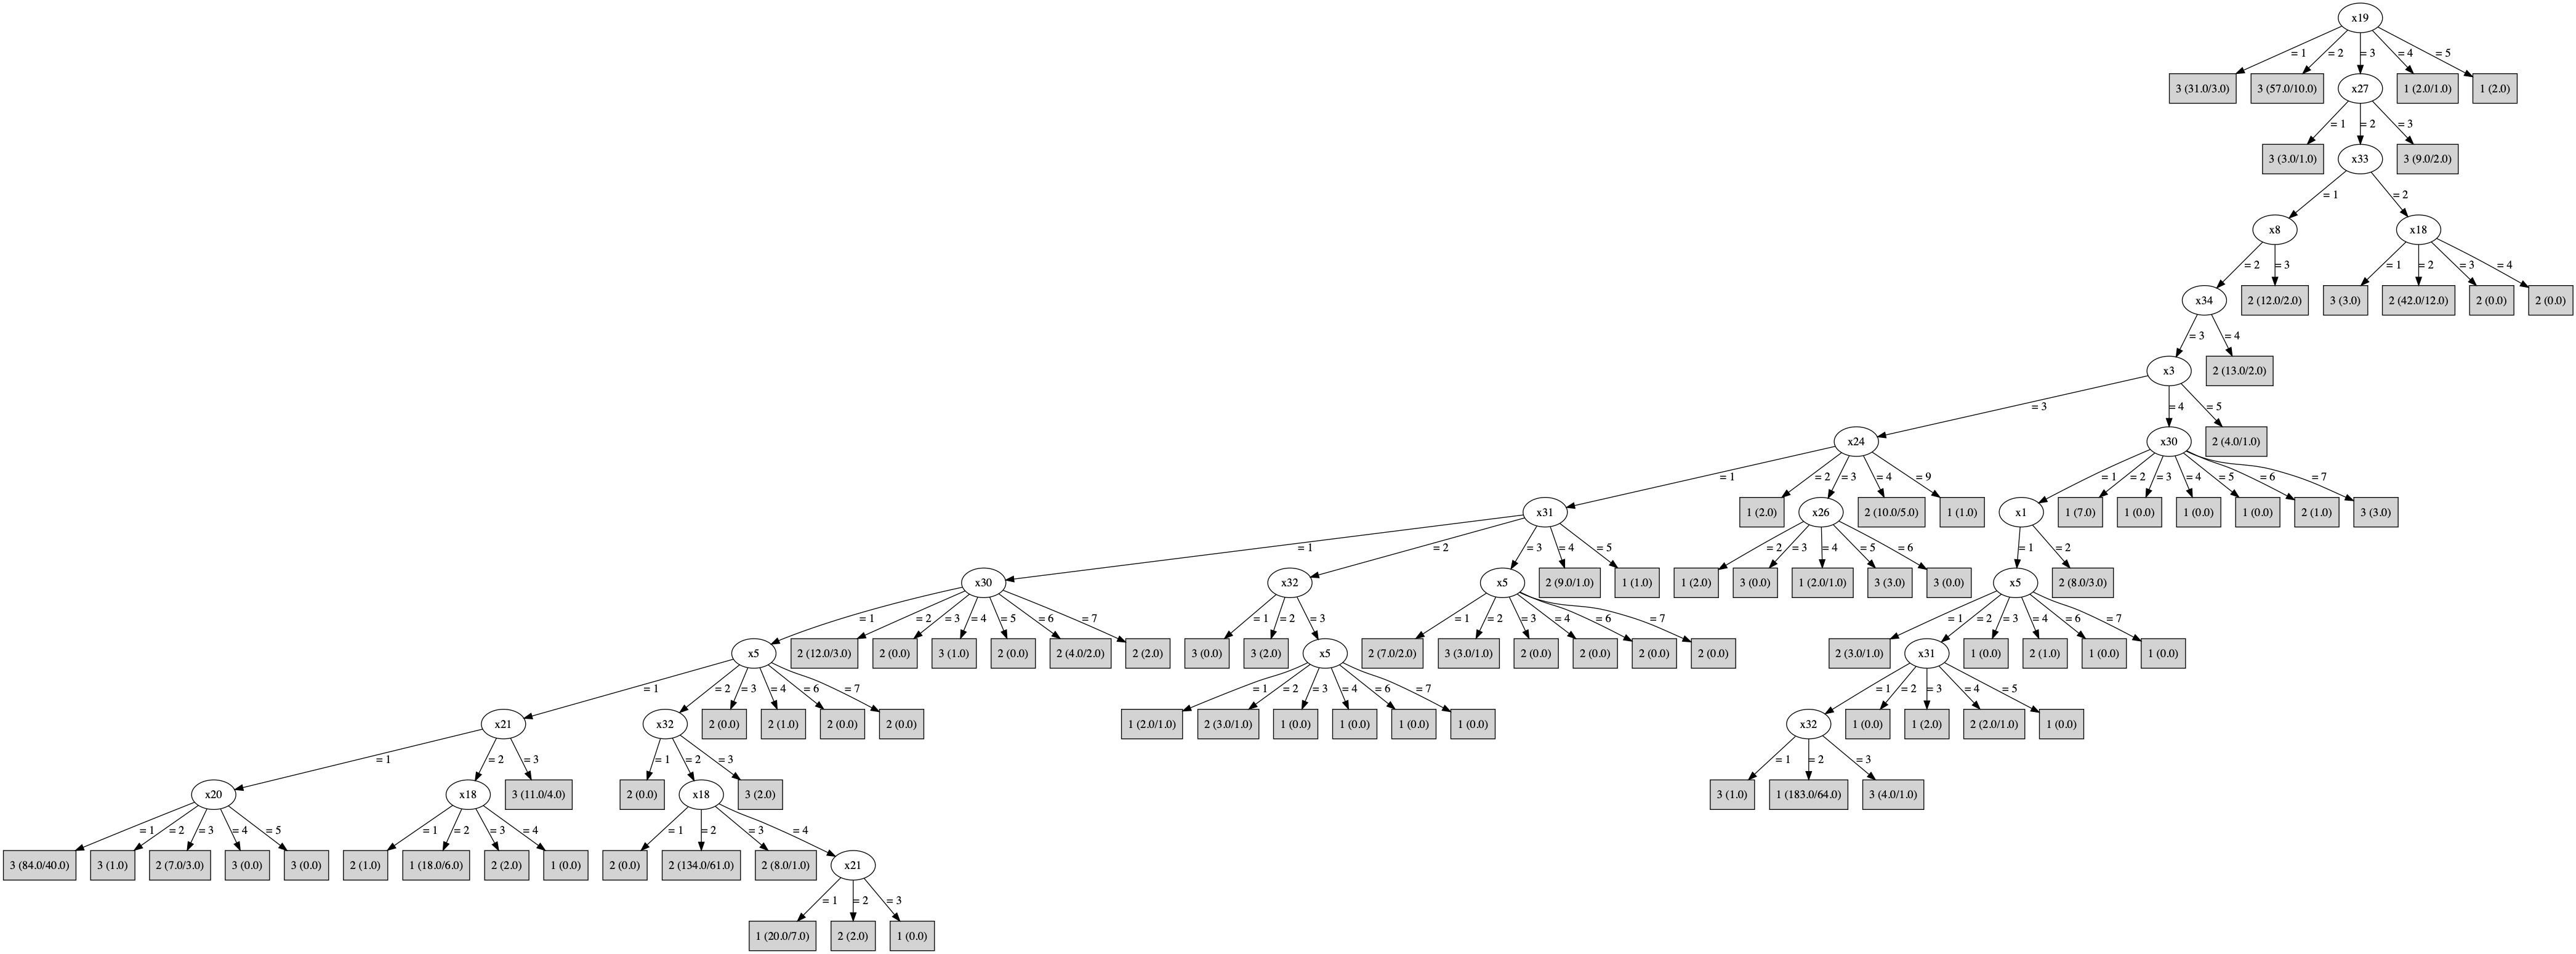 x19
= 1 = 2 = 3 = 4 = 5
3 (31.0/3.0) 3 (57.0/10.0) x27 1 (2.0/1.0) 1 (2.0)
= 1 = 2 = 3
3 (3.0/1.0) x33 3 (9.0/2.0)
= 1 = 2
x8 x18
= 2 = 3 = 1 = 2 = 3 = 4
x34 2 (12.0/2.0) 3 (3.0) 2 (42.0/12.0) 2 (0.0) 2 (0.0)
= 3 = 4
x3 2 (13.0/2.0)
= 3 = 4 = 5
x24 x30 2 (4.0/1.0)
= 1 = 2 = 3 = 4 = 9 = 1 = 2 = 3 = 4 = 5 = 6 = 7
x31 1 (2.0) x26 2 (10.0/5.0) 1 (1.0) x1 1 (7.0) 1 (0.0) 1 (0.0) 1 (0.0) 2 (1.0) 3 (3.0)
= 1 = 2 = 3 = 4 = 5 = 2 = 3 = 4 = 5 = 6 = 1 = 2
x30 x32 x5 2 (9.0/1.0) 1 (1.0) 1 (2.0) 3 (0.0) 1 (2.0/1.0) 3 (3.0) 3 (0.0) x5 2 (8.0/3.0)
= 1 = 2 = 3 = 4 = 5 = 6 = 7 = 1 = 2 = 3 = 1 = 2 = 3 = 4 = 6 = 7 = 1 = 2 = 3 = 4 = 6 = 7
x5 2 (12.0/3.0) 2 (0.0) 3 (1.0) 2 (0.0) 2 (4.0/2.0) 2 (2.0) 3 (0.0) 3 (2.0) x5 2 (7.0/2.0) 3 (3.0/1.0) 2 (0.0) 2 (0.0) 2 (0.0) 2 (0.0) 2 (3.0/1.0) x31 1 (0.0) 2 (1.0) 1 (0.0) 1 (0.0)
= 1 = 2 = 3 = 4 = 6 = 7 = 1 = 2 = 3 = 4 = 6 = 7 = 1 = 2 = 3 = 4 = 5
x21 x32 2 (0.0) 2 (1.0) 2 (0.0) 2 (0.0) 1 (2.0/1.0) 2 (3.0/1.0) 1 (0.0) 1 (0.0) 1 (0.0) 1 (0.0) x32 1 (0.0) 1 (2.0) 2 (2.0/1.0) 1 (0.0)
= 1 = 2 = 3 = 1 = 2 = 3 = 1 = 2 = 3
x20 x18 3 (11.0/4.0) 2 (0.0) x18 3 (2.0) 3 (1.0) 1 (183.0/64.0) 3 (4.0/1.0)
= 1 = 2 = 3 = 4 = 5 = 1 = 2 = 3 = 4 = 1 = 2 = 3 = 4
3 (84.0/40.0) 3 (1.0) 2 (7.0/3.0) 3 (0.0) 3 (0.0) 2 (1.0) 1 (18.0/6.0) 2 (2.0) 1 (0.0) 2 (0.0) 2 (134.0/61.0) 2 (8.0/1.0) x21
= 1 = 2 = 3
1 (20.0/7.0) 2 (2.0) 1 (0.0)